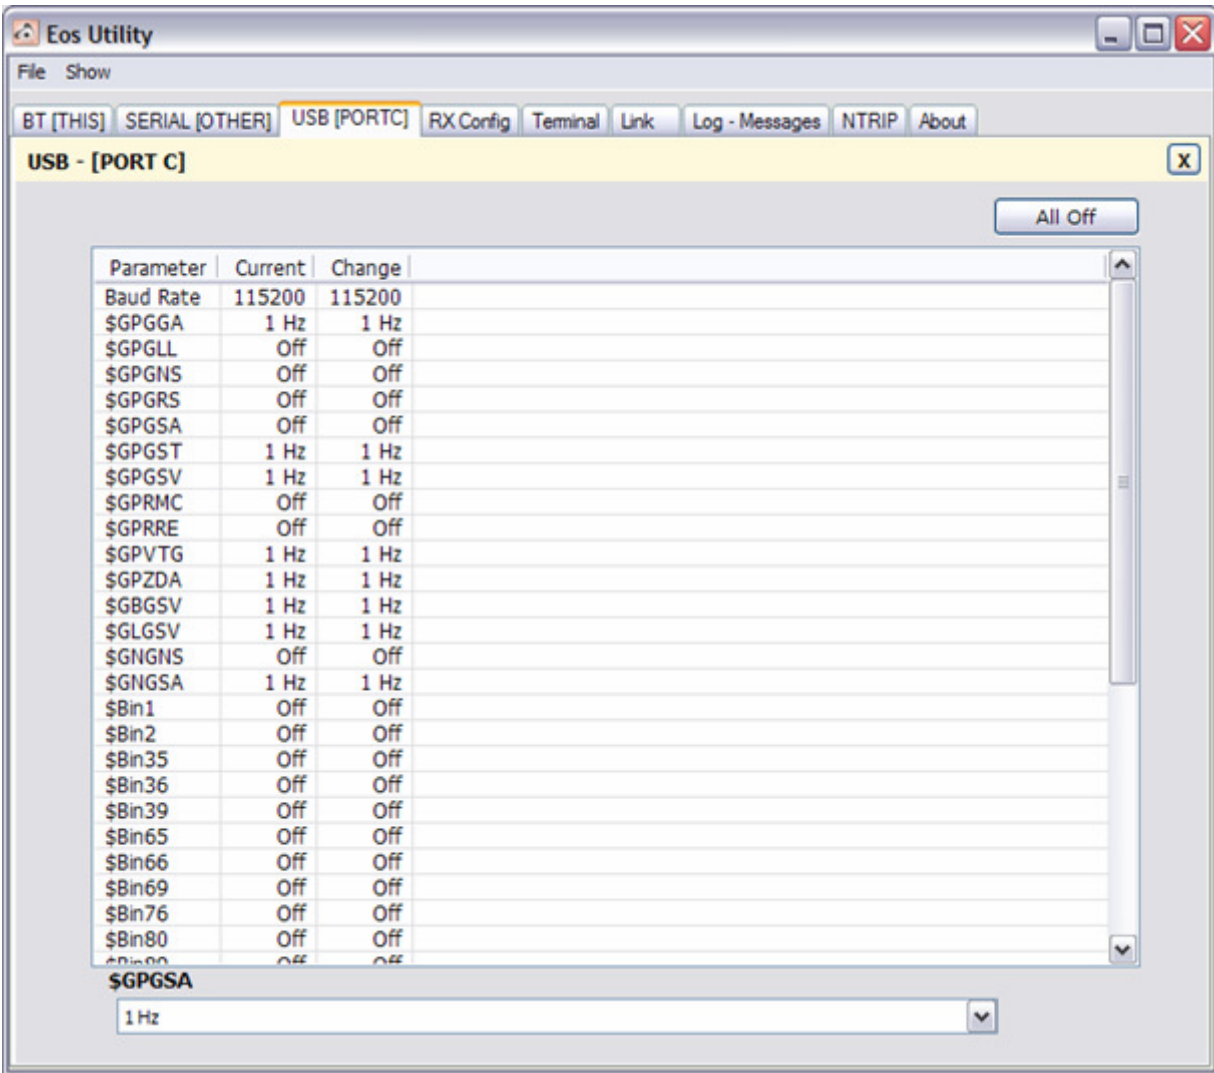 Eos Utility
File Show
BT [THIS] SERIAL [OTHER] USB [PORTC] RX Config Terminal Link Log - Messages NTRIP About
USB - [PORT C]
X
All Off
Parameter Current Change
Baud Rate 115200 115200
$GPGGA 1 Hz 1 Hz
$GPGLL Off Off
$GPGNS Off Off
$GPGRS Off Off
$GPGSA Off Off
$GPGST 1 Hz 1 Hz
$GPGSV 1 Hz 1 Hz
$GPRMC Off Off
$GPRRE Off Off
$GPVTG 1 Hz 1 Hz
$GPZDA 1 Hz 1 Hz
$GBGSV 1 Hz 1 Hz
$GLGSV 1 Hz 1 Hz
$GNGNS Off Off
$GNGSA 1 Hz 1 Hz
$Bin1 Off Off
$Bin2 Off Off
$Bin35 Off Off
$Bin36 Off Off
$Bin39 Off Off
$Bin65 Off Off
$Bin66 Off Off
$Bin69 Off Off
$Bin76 Off Off
$Bin80 Off Off
Off Off
$GPGSA
1 Hz